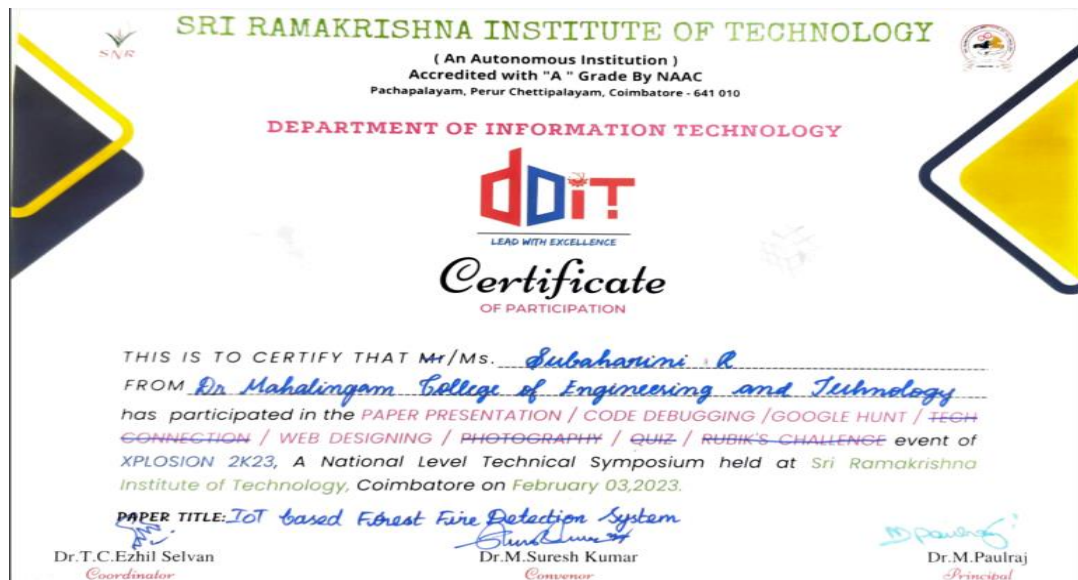 SRI RAMAKRISHNA INSTITUTE OF TECHNOLOGY
SNR
( An Autonomous Institution )
Accredited with "A " Grade By NAAC
Pachapalayam, Perur Chettipalayam, Coimbatore - 641 010
DEPARTMENT OF INFORMATION TECHNOLOGY
dDiT
LEAD WITH EXCELLENCE
Certificate
OF PARTICIPATION
THIS IS TO CERTIFY THAT Mr/Ms. Subaharini . R
FROM Dr Mahalingam College of Engineering and Technology
has participated in the PAPER PRESENTATION / CODE DEBUGGING /GOOGLE HUNT / TECH
CONNECTION / WEB DESIGNING / PHOTOGRAPHY / QUIZ / RUBIK'S CHALLENGE event of
XPLOSION 2K23, A National Level Technical Symposium held at Sri Ramakrishna
Institute of Technology, Coimbatore on February 03,2023.
PAPER TITLE: IoT based Forest Fire Detection System
M Paulraj
Dr.T.C.Ezhil Selvan Dr.M.Suresh Kumar Dr.M.Paulraj
Coordinator Convenor Principal